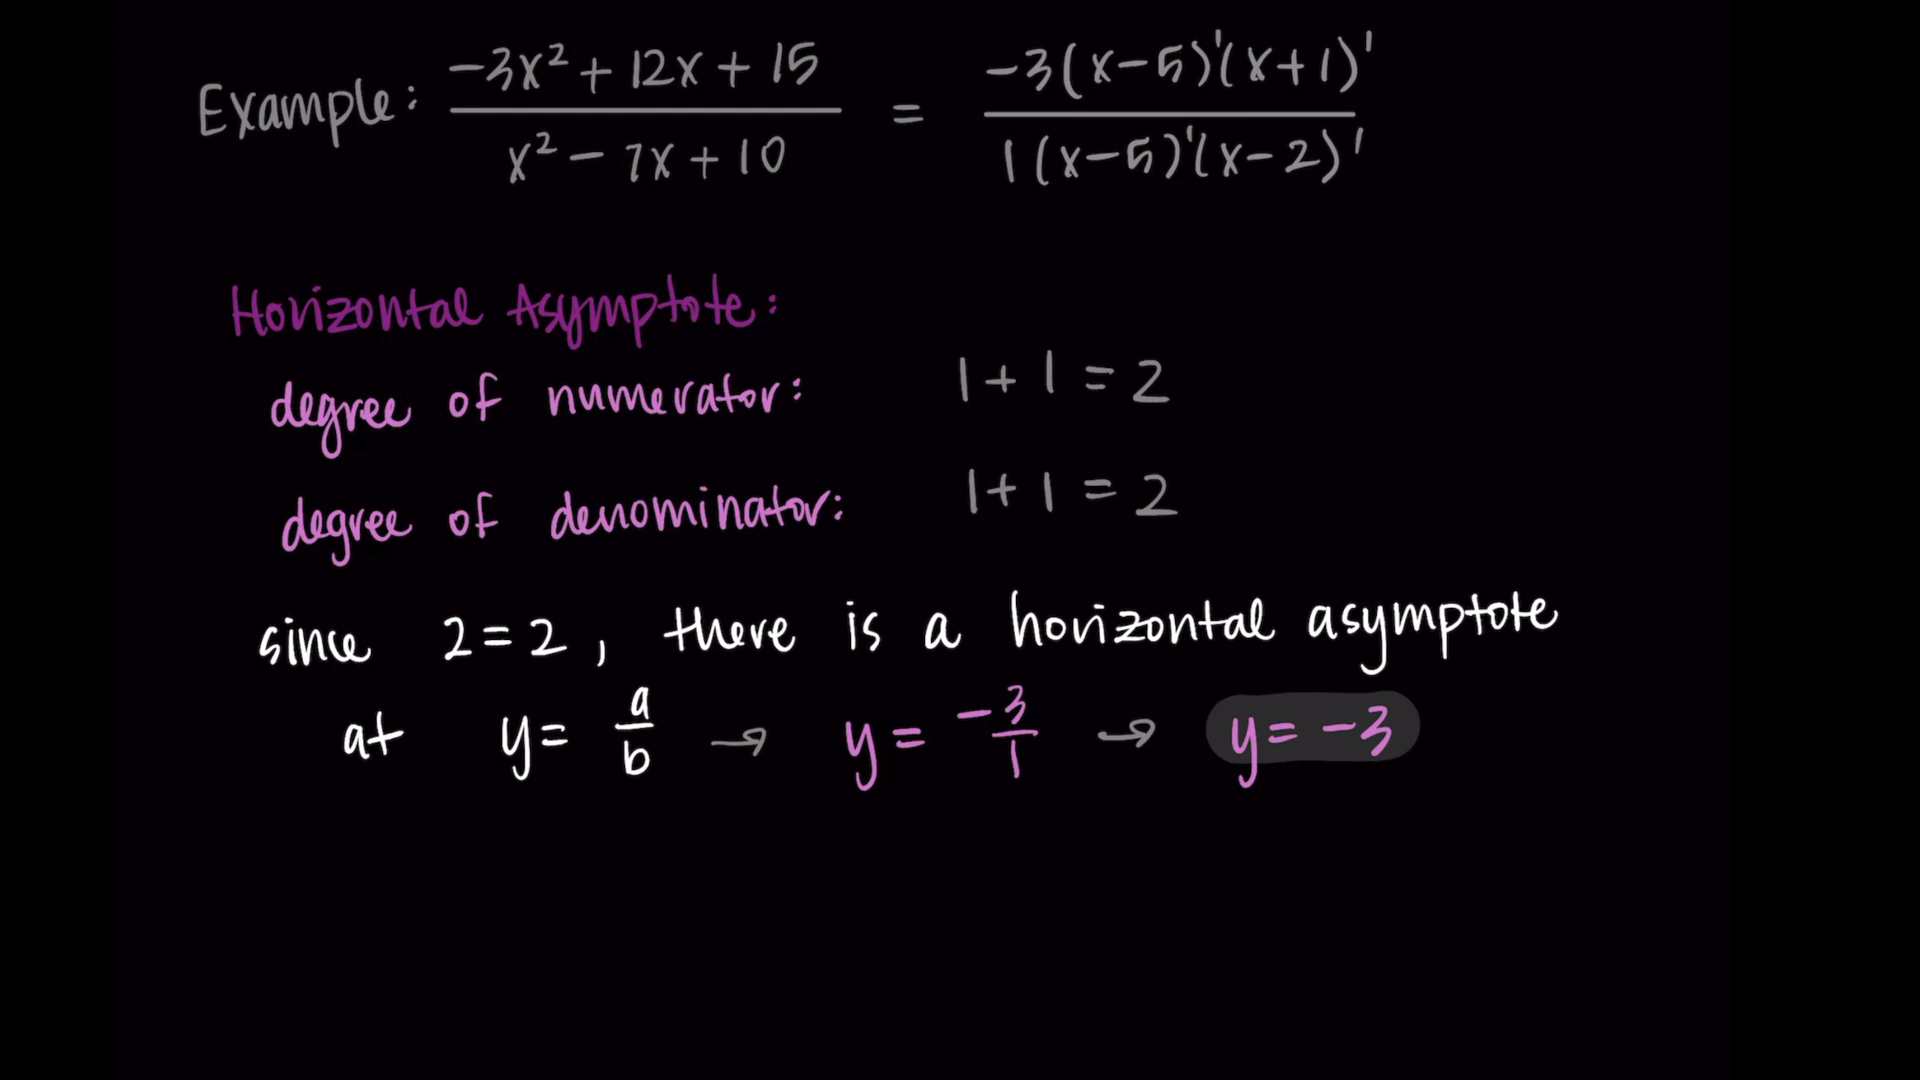 Example: (-3x² + 12x + 15)/(x² - 7x + 10) = (-3(x-5)¹(x+1)¹)/(1(x-5)¹(x-2)¹)
Horizontal Asymptote:
degree of numerator: 1 + 1 = 2
degree of denominator: 1 + 1 = 2
since 2=2, there is a horizontal asymptote
at y= a/b → y = -3/1 → y= -3